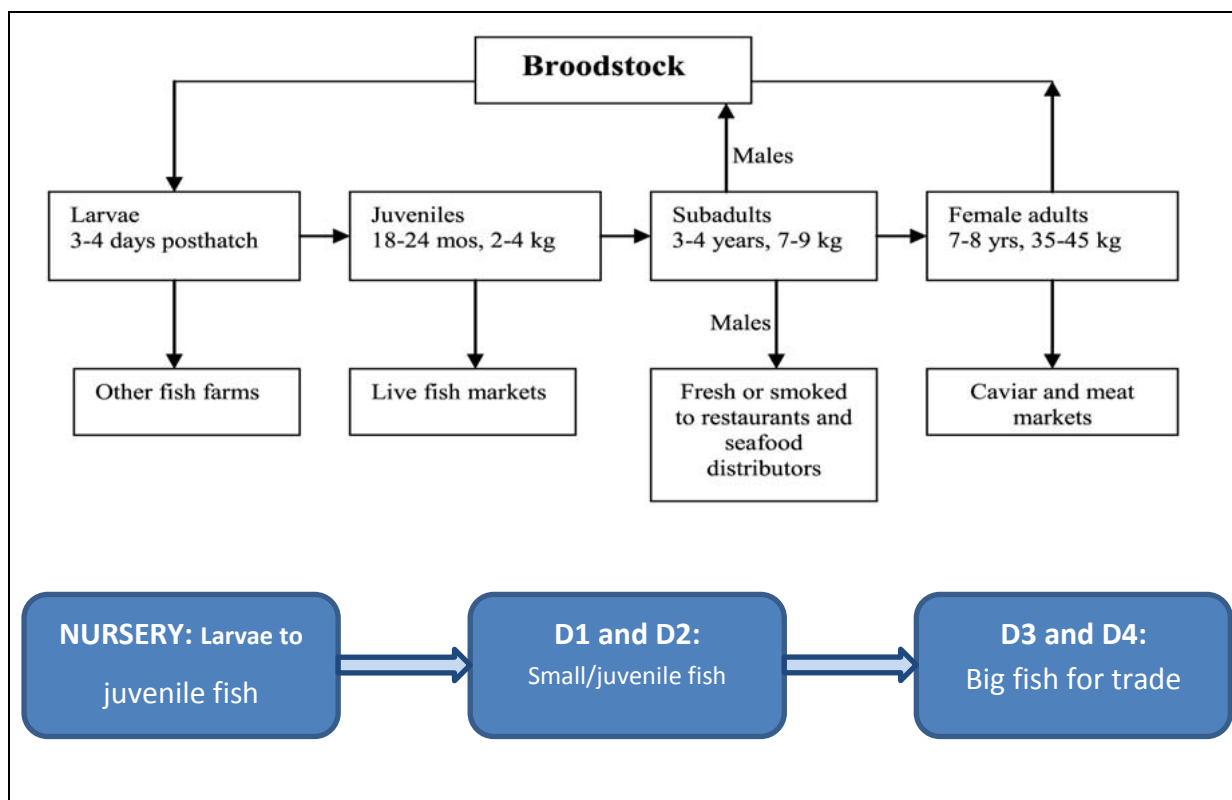 Broodstock
Males
Larvae
3-4 days posthatch
Juveniles
18-24 mos, 2-4 kg
Subadults
3-4 years, 7-9 kg
Female adults
7-8 yrs, 35-45 kg
Males
Other fish farms
Live fish markets
Fresh or smoked
to restaurants and
seafood
distributors
Caviar and meat
markets
NURSERY: Larvae to
juvenile fish
D1 and D2:
Small/juvenile fish
D3 and D4:
Big fish for trade